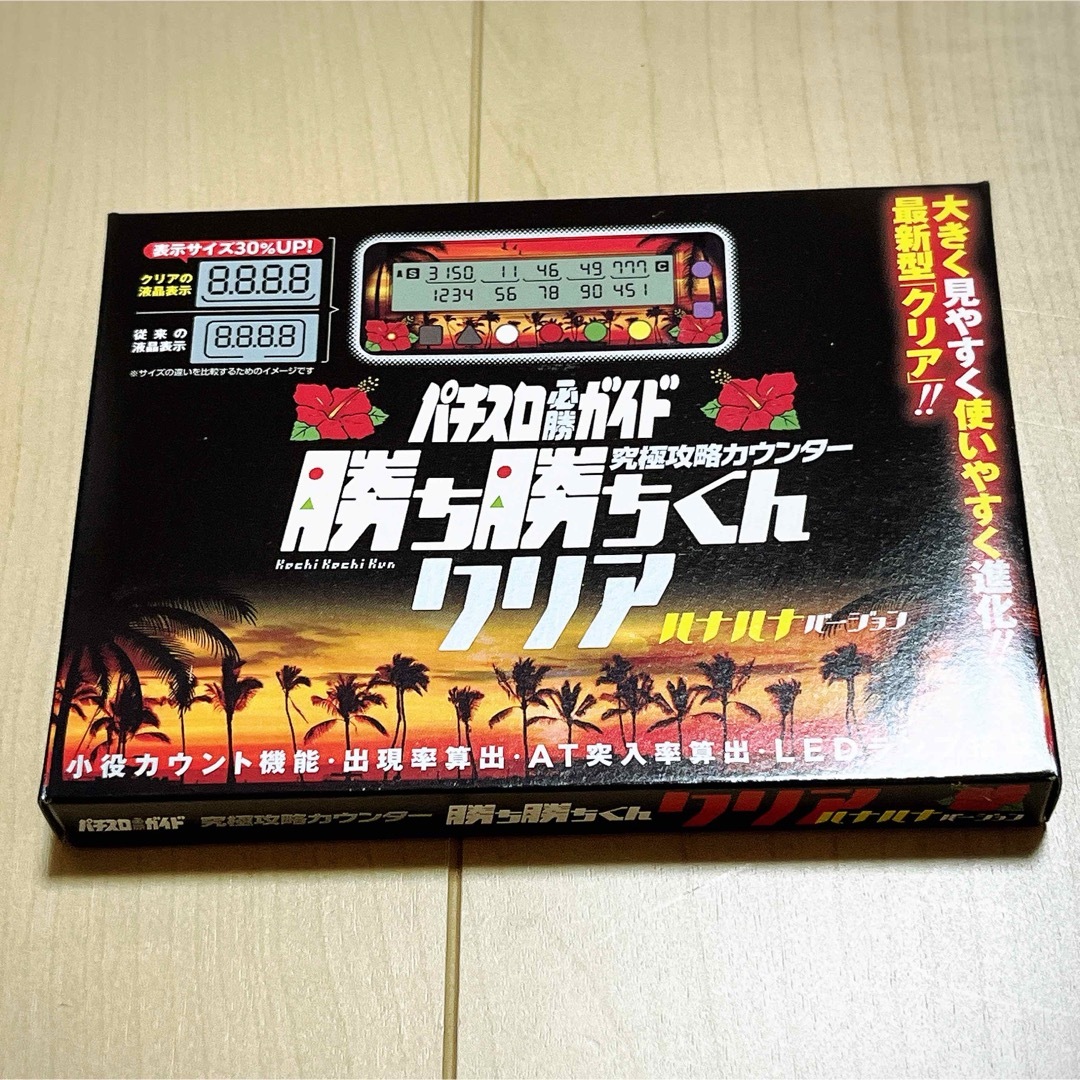 表示サイズ30%UP!
クリアの
液晶表示
8.8.8.8
従来の
液晶表示
8.8.8.8
※サイズの違いを比較するためのイメージです
S 3150 11 46 49 777 C
1234 56 78 90 451
大きく見やすく使いやすく進化!!
最新型「クリア」!!
パチスロ必勝ガイド
究極攻略カウンター
勝ち勝ちくん
Kachi Kachi Kun
クリア
ハナハナバージョン
小役カウント機能・出現率算出・AT突入率算出・LED
パチスロ必勝ガイド 究極攻略カウンター 勝ち勝ちくんクリア ハナハナバージョン